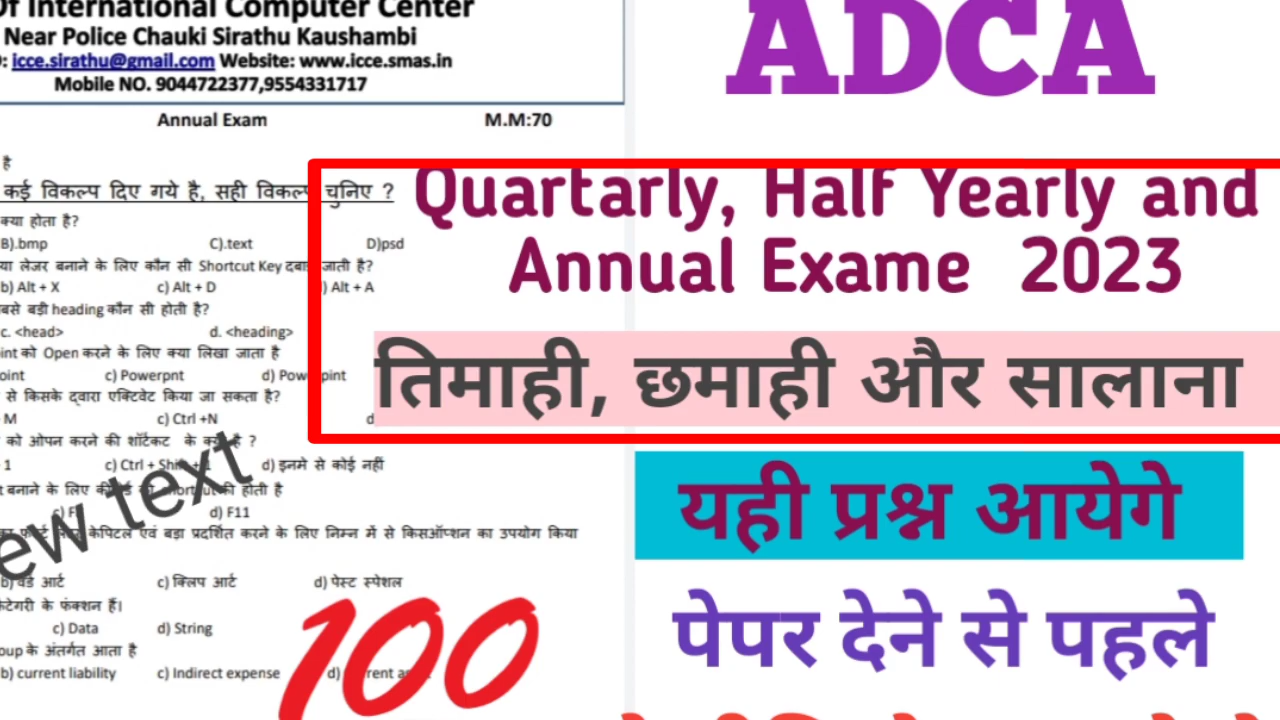 Of International Computer Center
Near Police Chauki Sirathu Kaushambi
: icce.sirathu@gmail.com Website: www.icce.smas.in
Mobile NO. 9044722377,9554331717
Annual Exam M.M:70
है
कई विकल्प दिए गये है, सही विकल्प चुनिए ?
क्या होता है?
B).bmp C).text D)psd
या लेजर बनाने के लिए कौन सी Shortcut Key दबाई जाती है?
b) Alt + X c) Alt + D ) Alt + A
बसे बडी heading कौन सी होती है?
c. <head> d. <heading>
int को Open करने के लिए क्या लिखा जाता है
oint c) Powerpnt d) Powerpoint
से किसके द्वारा एक्टिवेट किया जा सकता है?
M c) Ctrl +N d
को ओपन करने की शॉर्टकट के है ?
1 c) Ctrl + Shift + 1 d) इनमे से कोई नहीं
बनाने के लिए की होती है
d) F11
केपिटल एवं बडा प्रदर्शित करने के लिए निम्न में से किसऑप्शन का उपयोग किया
b) वर्ड आर्ट c) क्लिप आर्ट d) पेस्ट स्पेशल
केटेगरी के फंक्शन हैं।
c) Data d) String
oup के अंतर्गत आता है
b) current liability c) Indirect expense d)
ew text
100
ADCA
Quartarly, Half Yearly and
Annual Exame 2023
तिमाही, छमाही और सालाना
यही प्रश्न आयेगे
पेपर देने से पहले